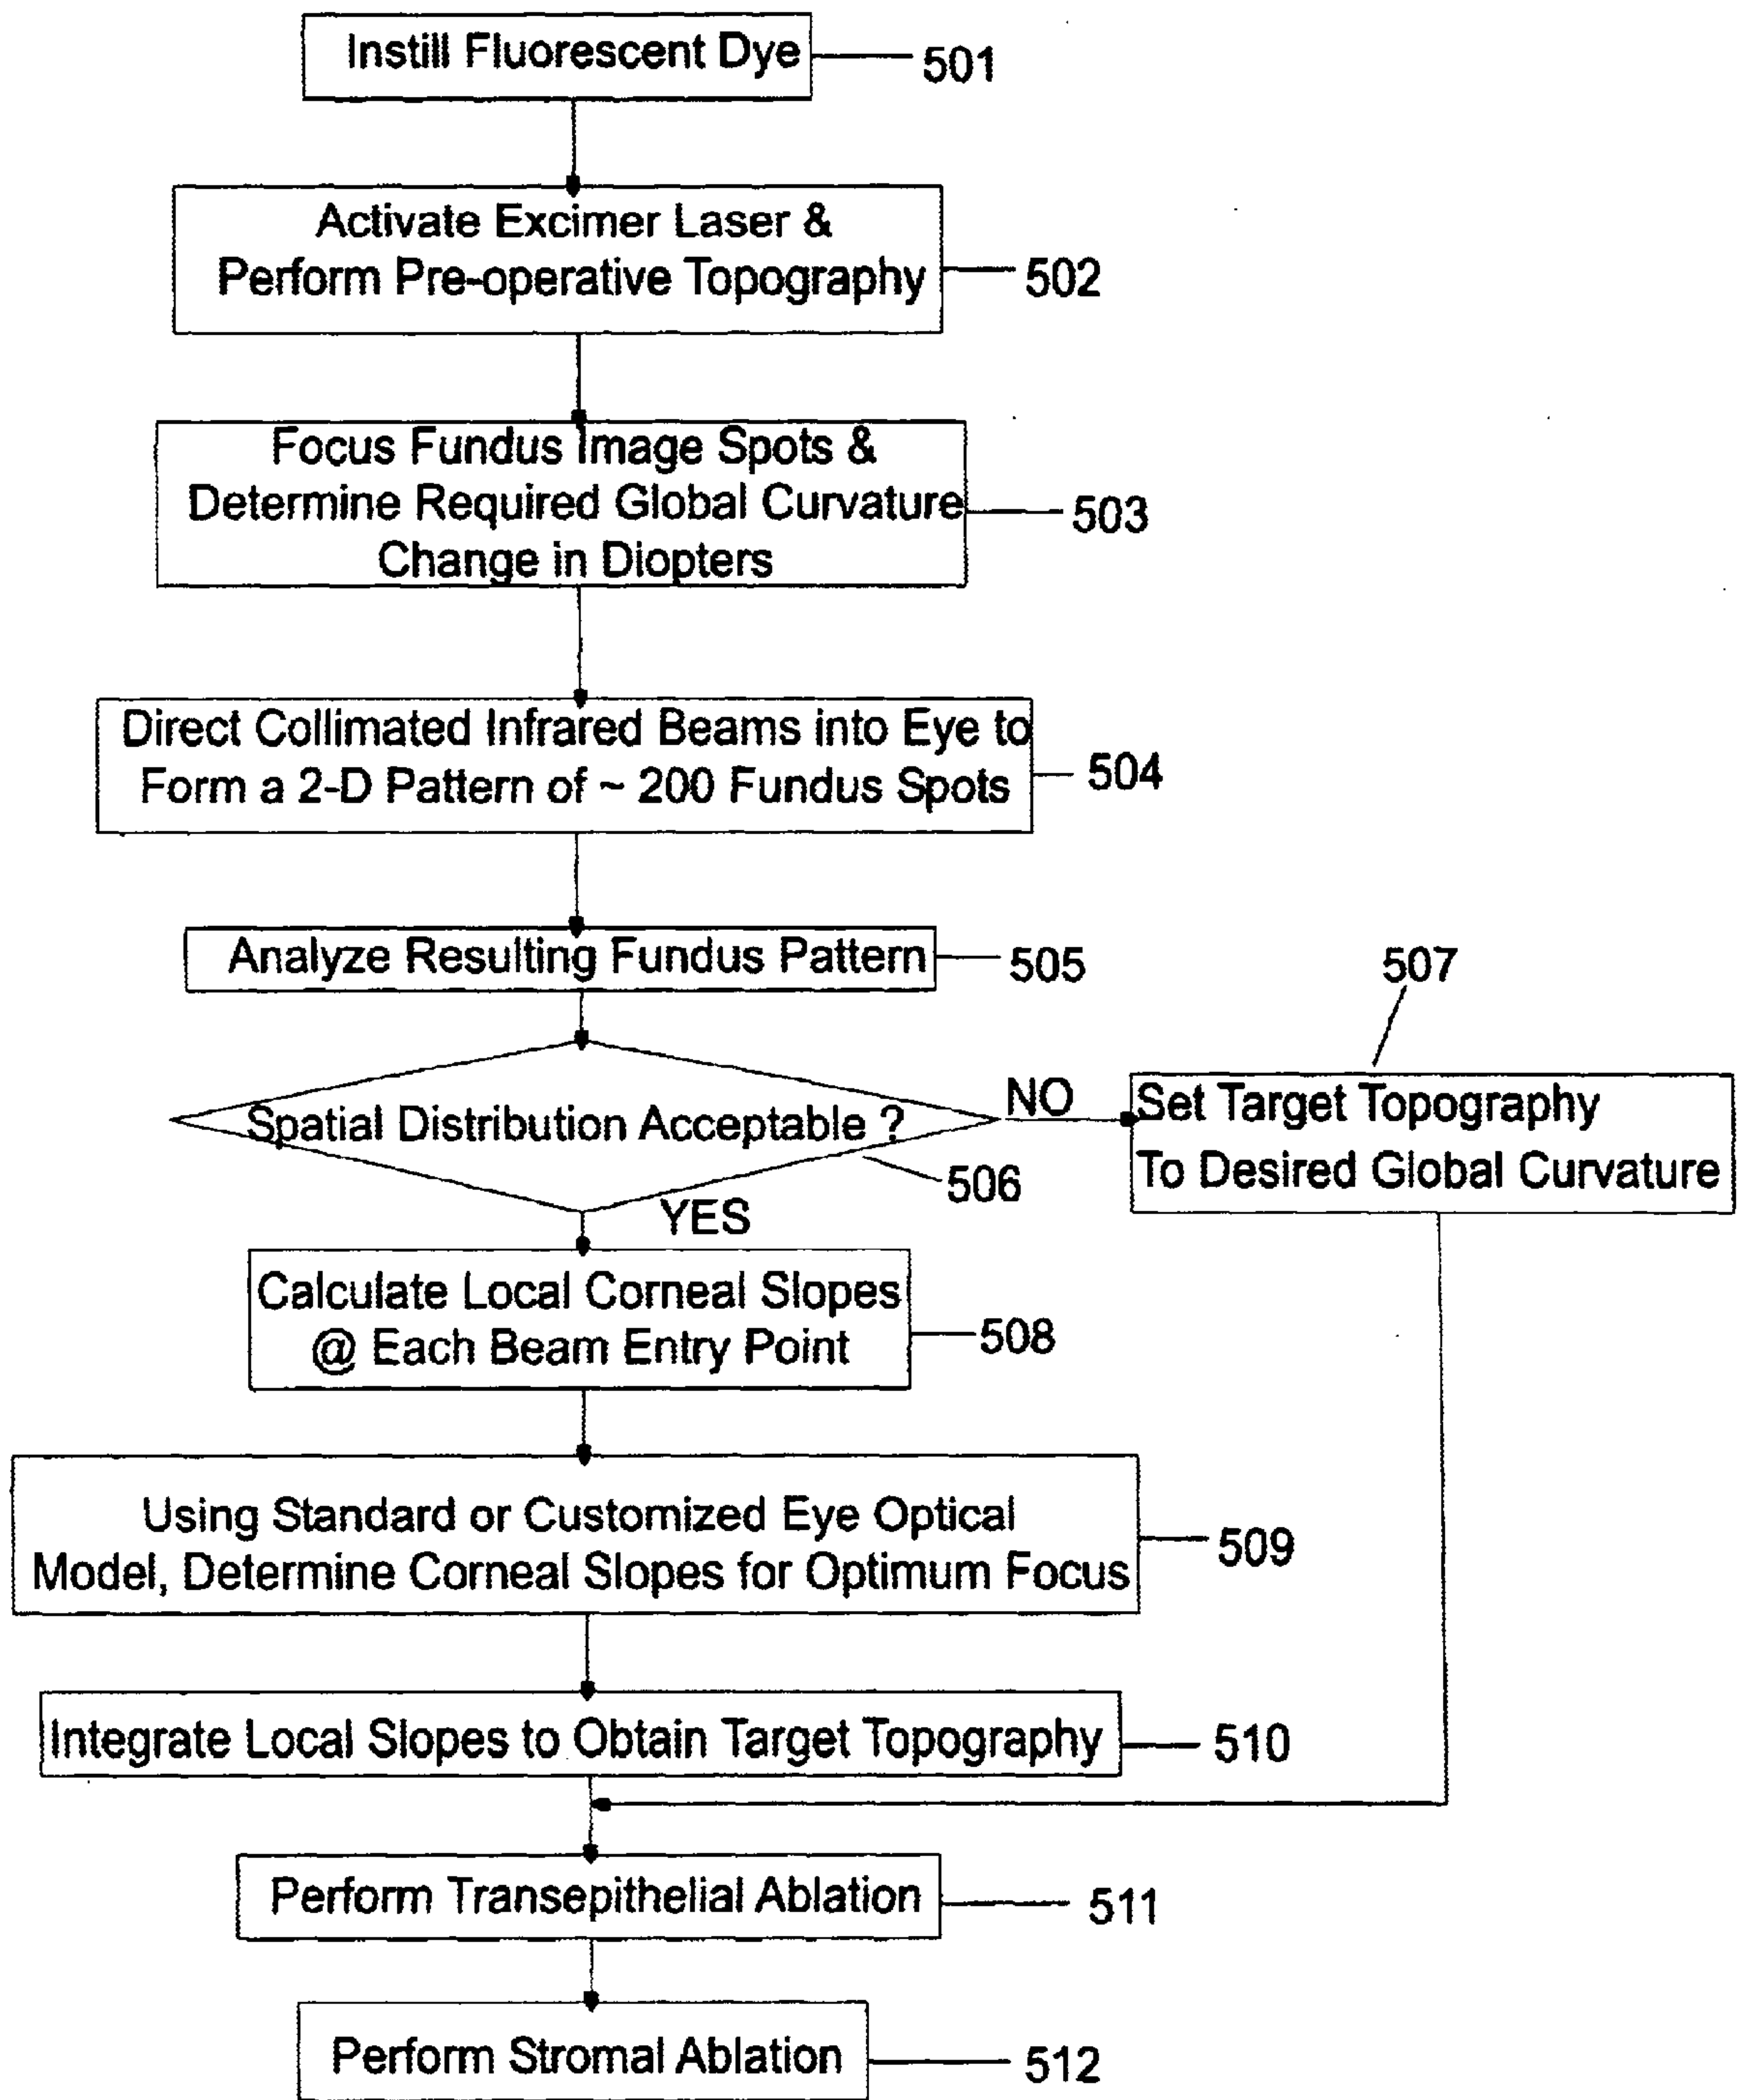 Instill Fluorescent Dye
501
Activate Excimer Laser &
Perform Pre-operative Topography
502
Focus Fundus Image Spots &
Determine Required Global Curvature
Change in Diopters
503
Direct Collimated Infrared Beams into Eye to
Form a 2-D Pattern of ~ 200 Fundus Spots
504
Analyze Resulting Fundus Pattern
505
507
Spatial Distribution Acceptable ?
NO
506
YES
Set Target Topography
To Desired Global Curvature
Calculate Local Corneal Slopes
@ Each Beam Entry Point
508
Using Standard or Customized Eye Optical
Model, Determine Corneal Slopes for Optimum Focus
509
Integrate Local Slopes to Obtain Target Topography
510
Perform Transepithelial Ablation
511
Perform Stromal Ablation
512